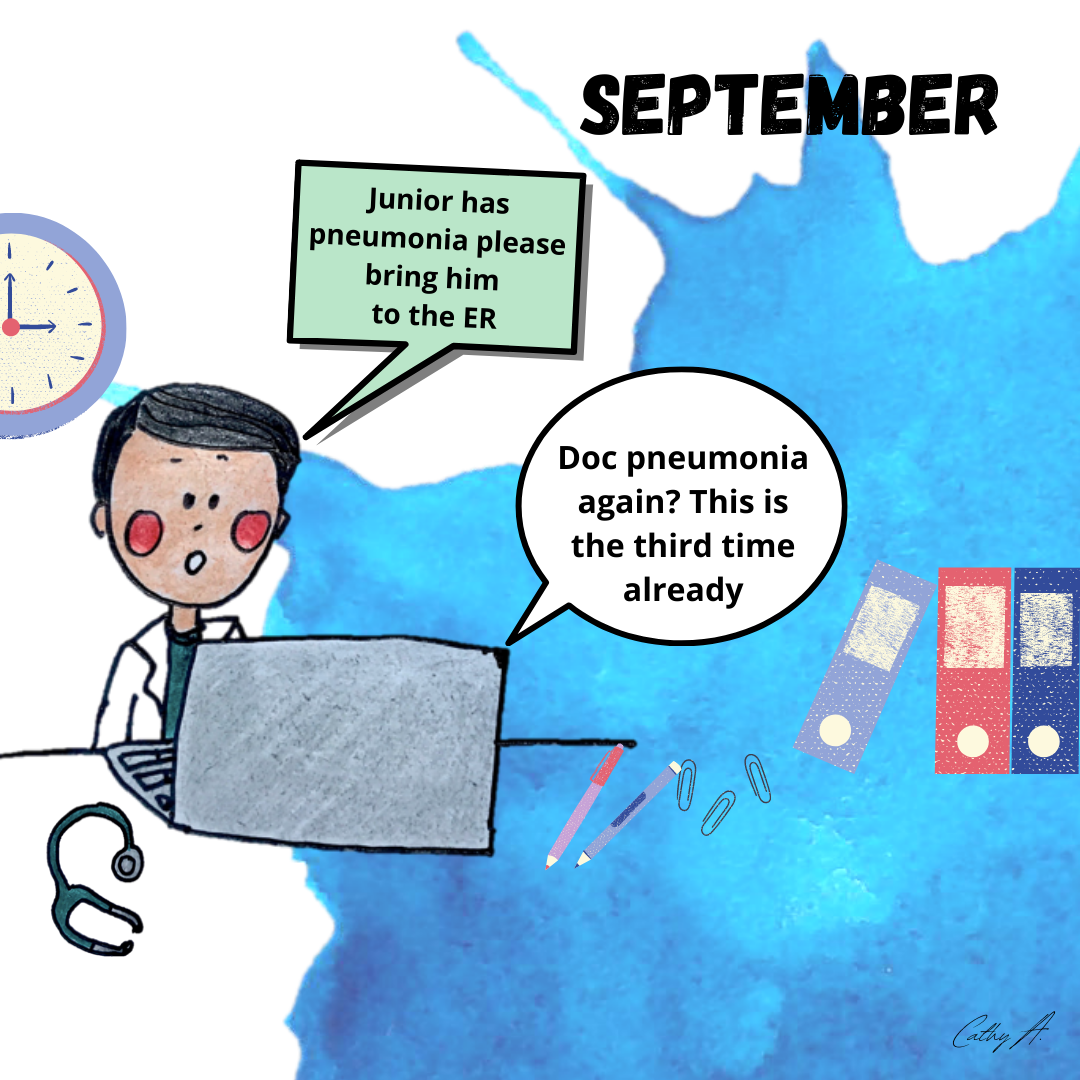 SEPTEMBER
Junior has
pneumonia please
bring him
to the ER
Doc pneumonia
again? This is
the third time
already
Cathy A.